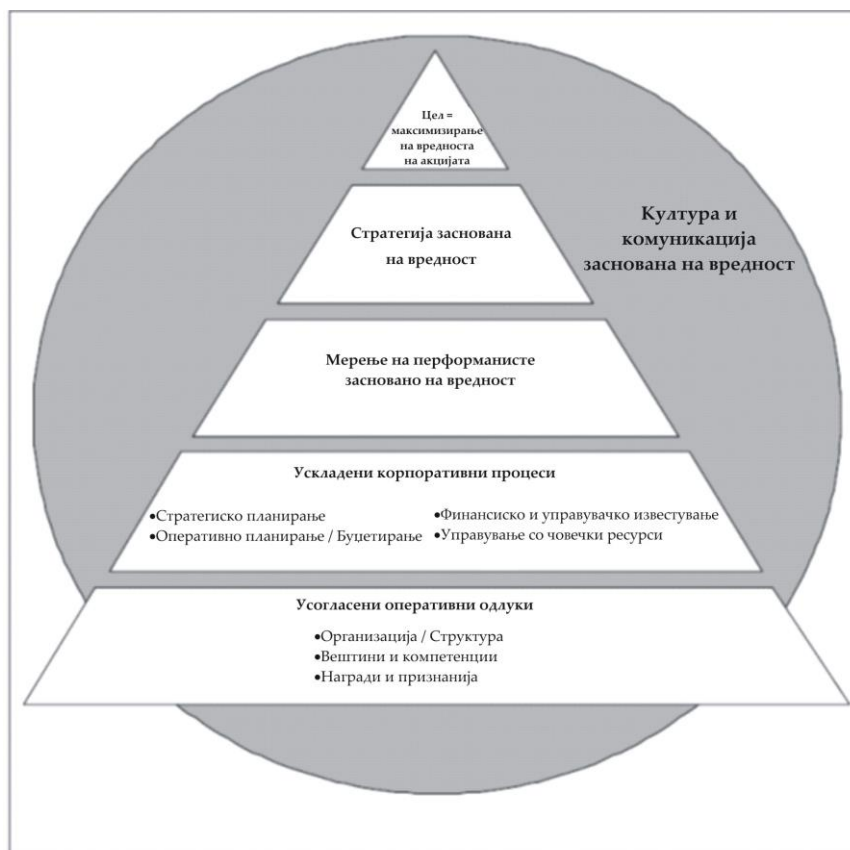 Цел =
максимизирање
на вредноста
на акцијата
Стратегија заснована
на вредност
Култура и
комуникација
заснована на вредност
Мерење на перформанисте
засновано на вредност
Ускладени корпоративни процеси
•Стратегиско планирање
•Оперативно планирање / Буџетирање
•Финансиско и управувачко известување
•Управување со човечки ресурси
Усогласени оперативни одлуки
•Организација / Структура
•Вештини и компетенции
•Награди и признанија